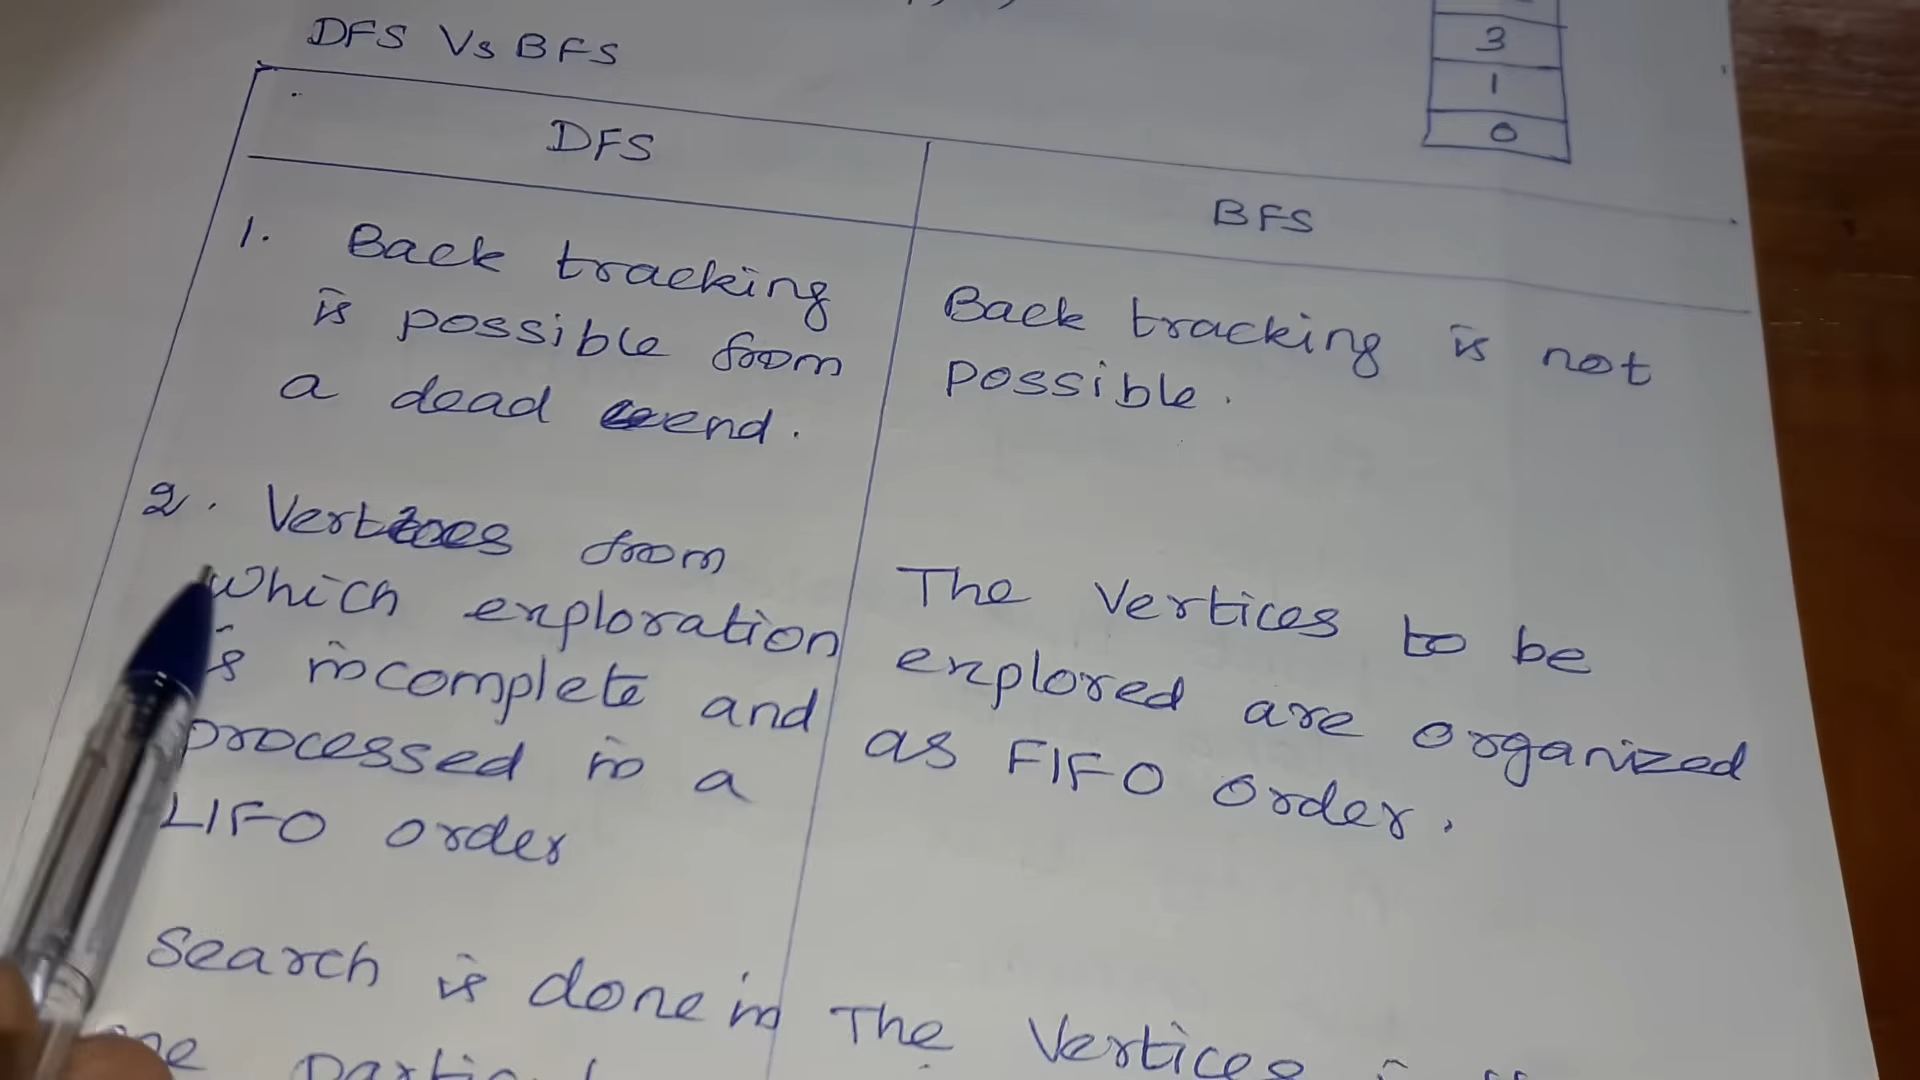 DFS Vs BFS
3
1
0
DFS
BFS
1. Back tracking
is possible from
a dead end.
Back tracking is not
possible.
2. Vertices from
which exploration
is incomplete and
processed in a
LIFO order
The Vertices to be
explored are organized
as FIFO order.
Search is done in
The Vertices